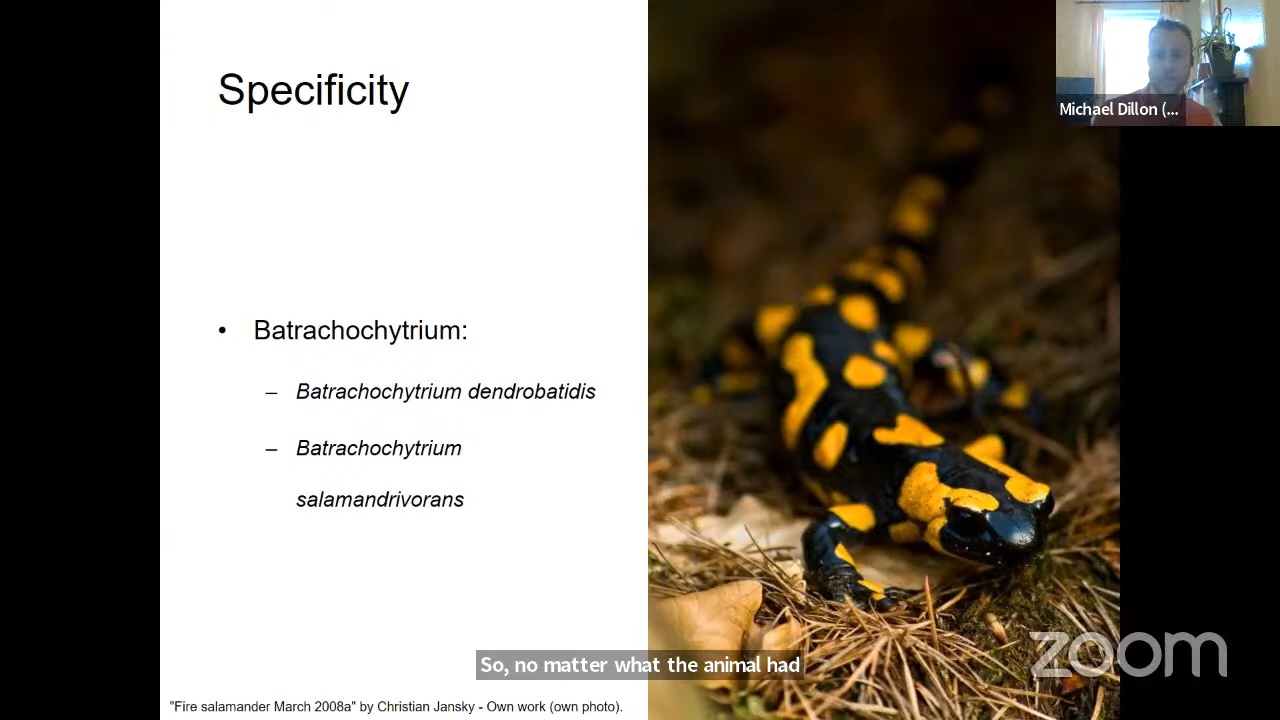 Specificity
Michael Dillon (...
• Batrachochytrium:
– Batrachochytrium dendrobatidis
– Batrachochytrium
salamandrivorans
So, no matter what the animal had
zoom
"Fire salamander March 2008a" by Christian Jansky - Own work (own photo).